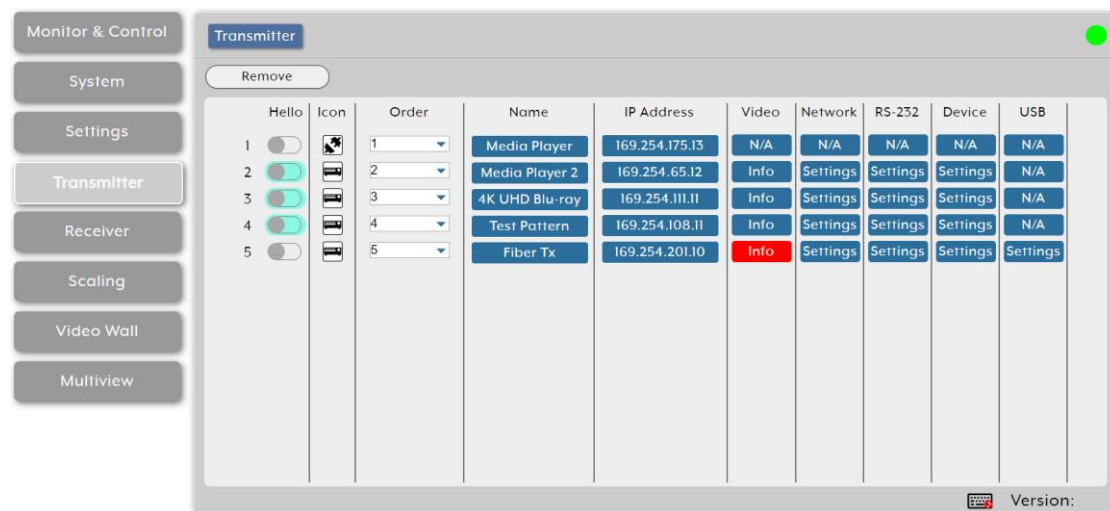 Monitor & Control
System
Settings
Transmitter
Receiver
Scaling
Video Wall
Multiview
Transmitter
Remove
Hello Icon Order Name IP Address Video Network RS-232 Device USB
1 1 Media Player 169.254.175.13 N/A N/A N/A N/A N/A
2 2 Media Player 2 169.254.65.12 Info Settings Settings Settings N/A
3 3 4K UHD Blu-ray 169.254.111.11 Info Settings Settings Settings N/A
4 4 Test Pattern 169.254.108.11 Info Settings Settings Settings N/A
5 5 Fiber Tx 169.254.201.10 Info Settings Settings Settings Settings
Version: